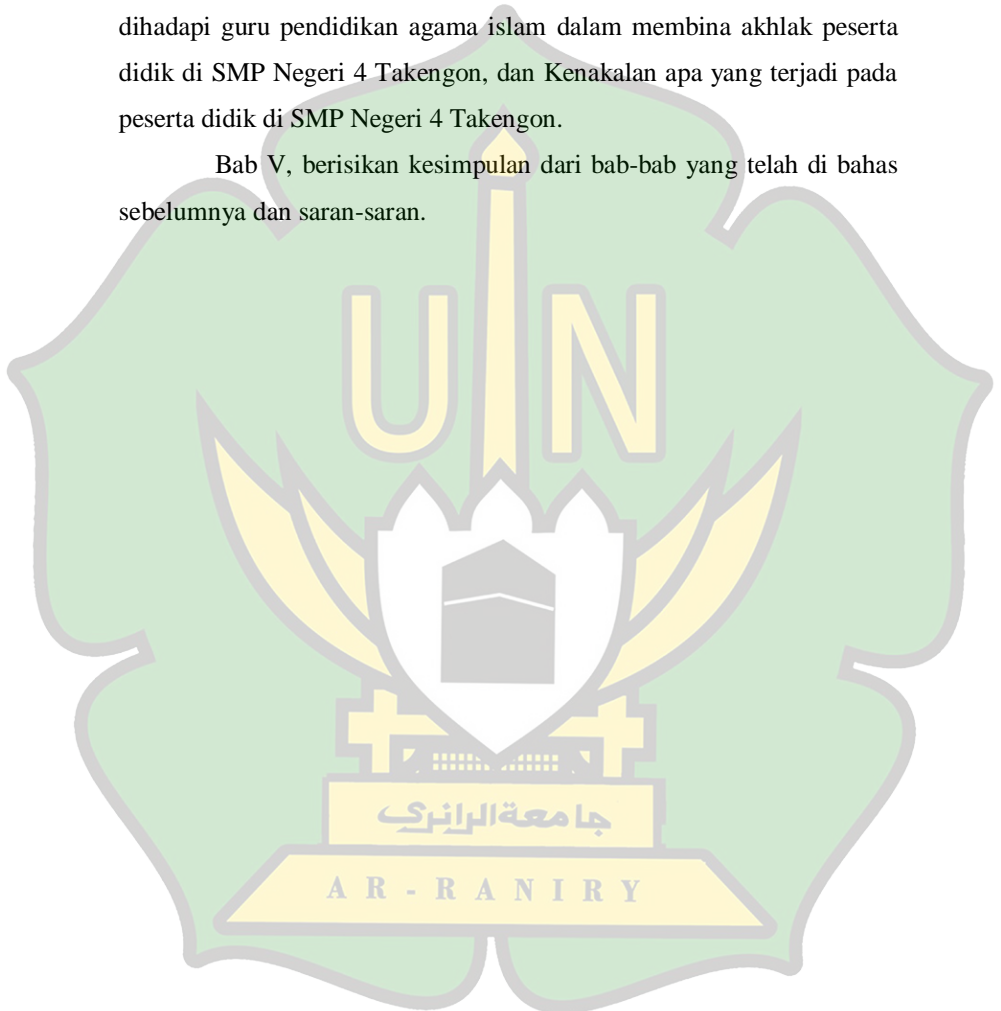 dihadapi guru pendidikan agama islam dalam membina akhlak peserta
didik di SMP Negeri 4 Takengon, dan Kenakalan apa yang terjadi pada
peserta didik di SMP Negeri 4 Takengon.
Bab V, berisikan kesimpulan dari bab-bab yang telah di bahas
sebelumnya dan saran-saran.
U N
جامعةالرانري
AR-RANIRY